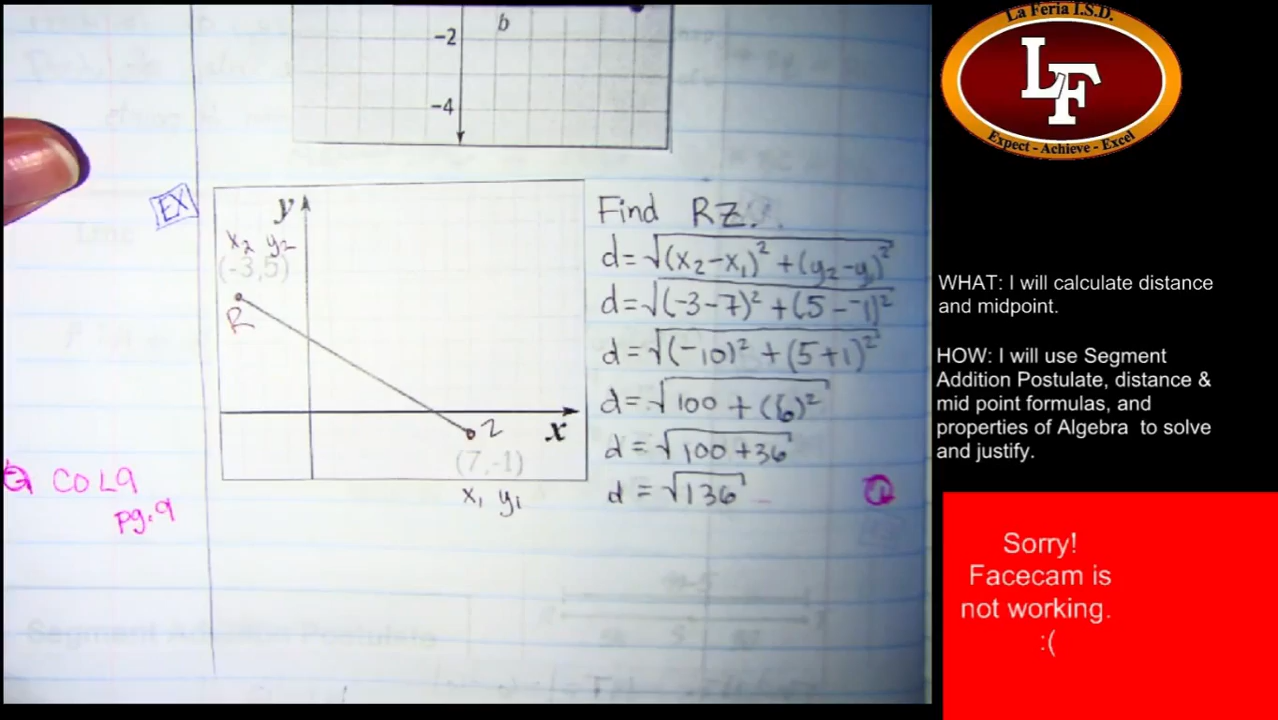 b
-2
-4
EX
y
x₂ y₂
(-3,5)
R
Z
x
(7,-1)
x₁ y₁
Find RZ.
d=√(x₂-x₁)²+(y₂-y₁)²
d=√(-3-7)²+(5-⁻1)²
d=√(-10)²+(5+1)²
d=√100+(6)²
d=√100+36
d=√136
COL9
pg.9
Segment Addition Postulate
La Feria I.S.D.
LF
Expect - Achieve - Excel
WHAT: I will calculate distance
and midpoint.
HOW: I will use Segment
Addition Postulate, distance &
mid point formulas, and
properties of Algebra to solve
and justify.
Sorry!
Facecam is
not working.
:(